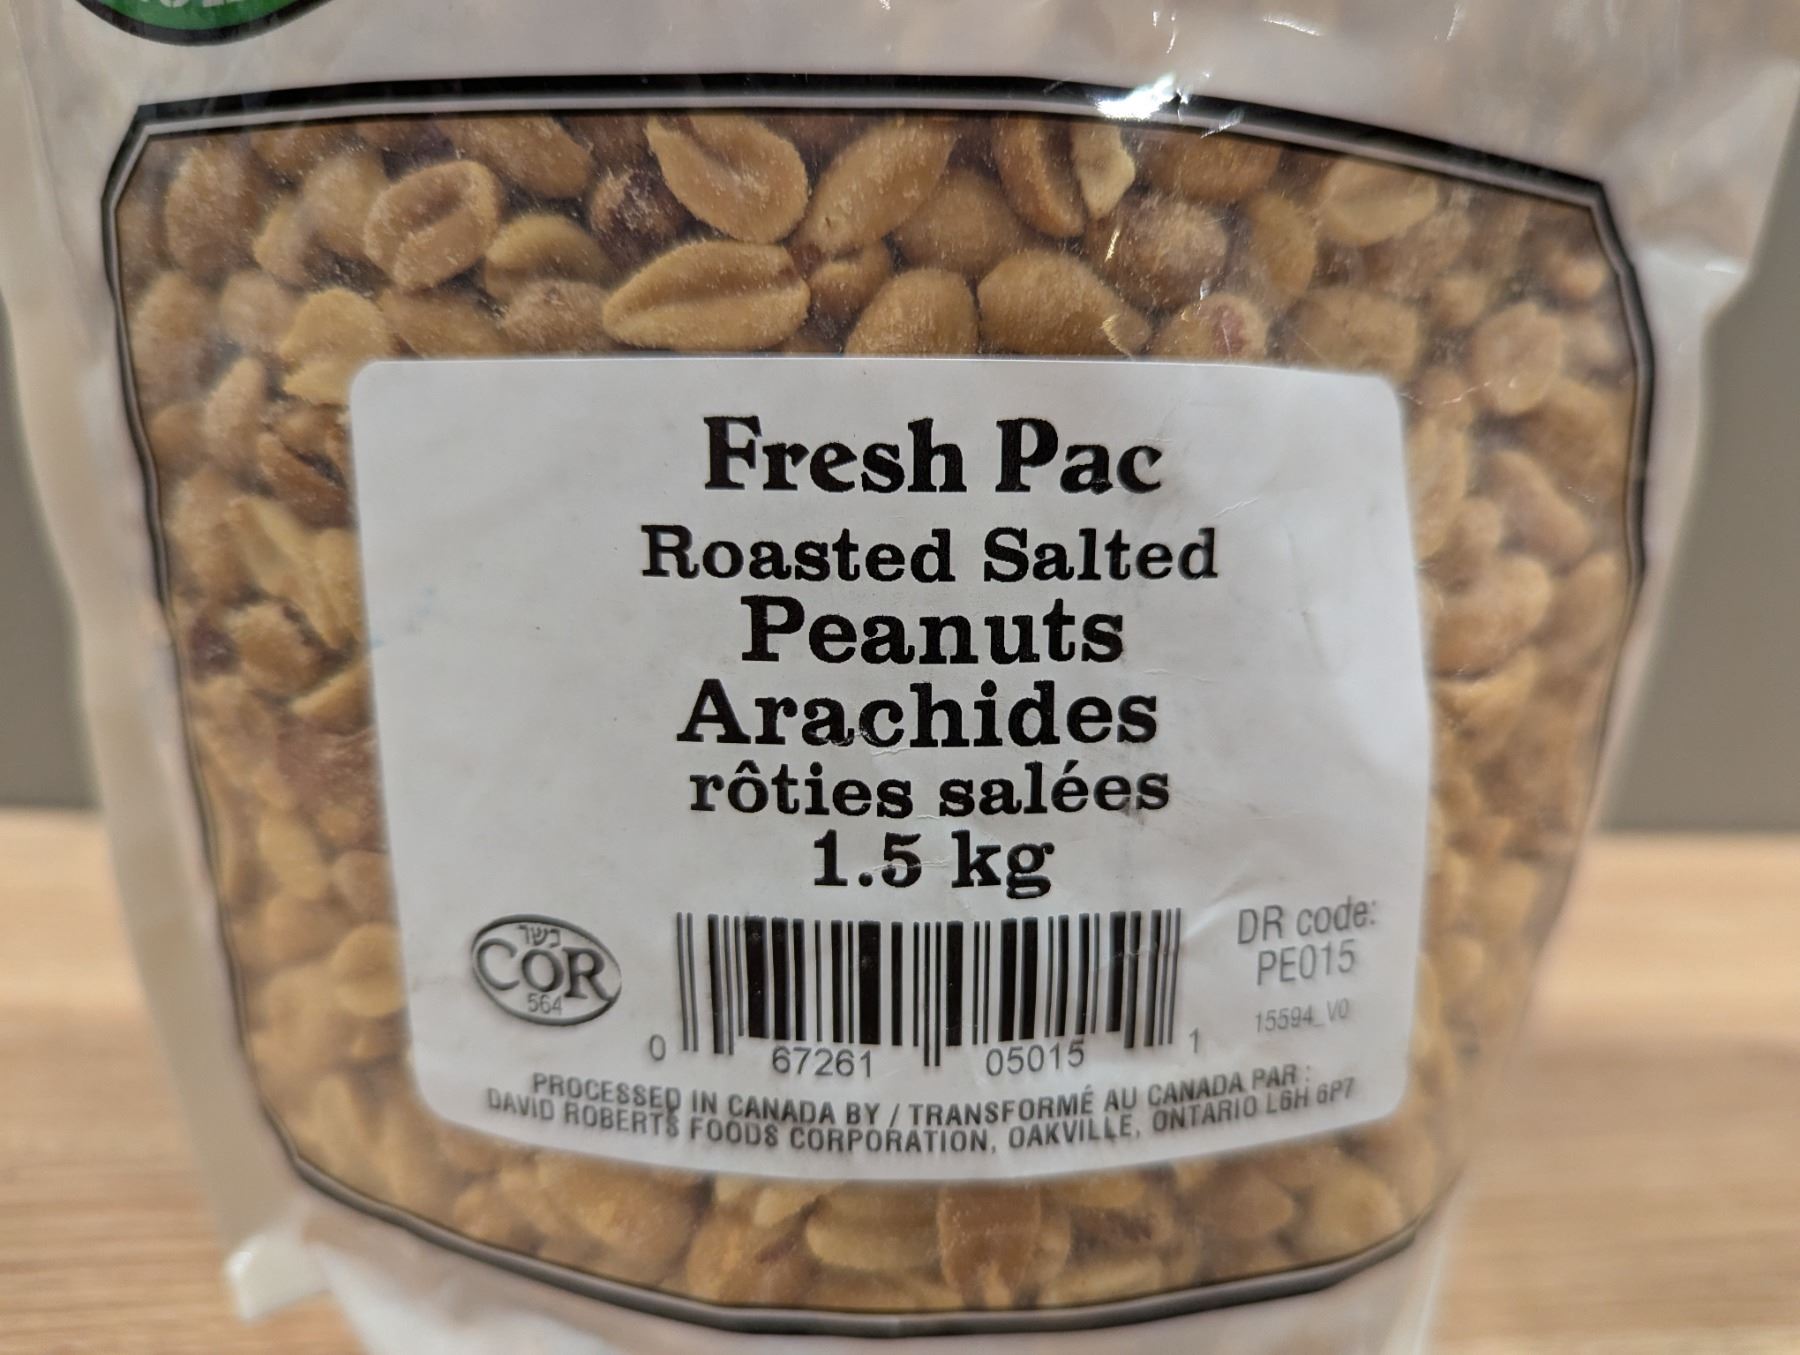 Fresh Pac
Roasted Salted
Peanuts
Arachides
rôties salées
1.5 kg
כשר
COR
564
0 67261 05015 1
DR code:
PE015
15594_V0
PROCESSED IN CANADA BY / TRANSFORMÉ AU CANADA PAR :
DAVID ROBERTS FOODS CORPORATION, OAKVILLE, ONTARIO L6H 6P7